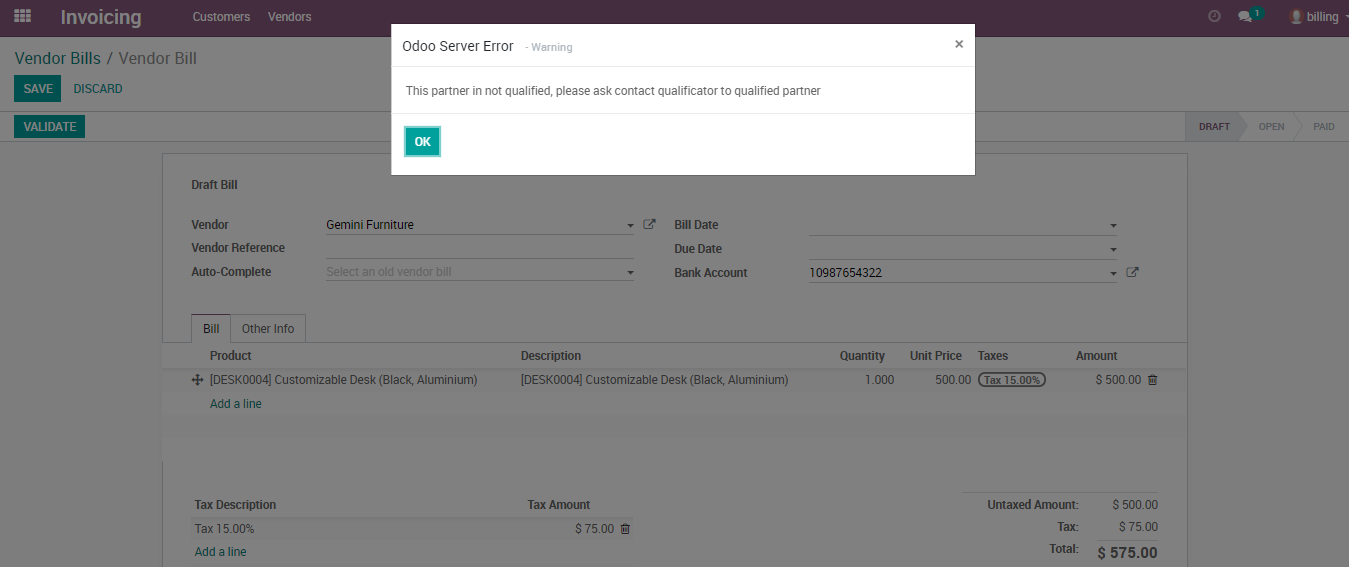 Invoicing Customers Vendors 1 billing
Odoo Server Error - Warning ×
Vendor Bills / Vendor Bill
SAVE DISCARD
This partner in not qualified, please ask contact qualificator to qualified partner
VALIDATE
OK
DRAFT OPEN PAID
Draft Bill
Vendor Gemini Furniture Bill Date
Vendor Reference Due Date
Auto-Complete Select an old vendor bill Bank Account 10987654322
Bill Other Info
Product Description Quantity Unit Price Taxes Amount
[DESK0004] Customizable Desk (Black, Aluminium) [DESK0004] Customizable Desk (Black, Aluminium) 1.000 500.00 Tax 15.00% $ 500.00
Add a line
Tax Description Tax Amount Untaxed Amount: $ 500.00
Tax 15.00% $ 75.00 Tax: $ 75.00
Add a line Total: $ 575.00